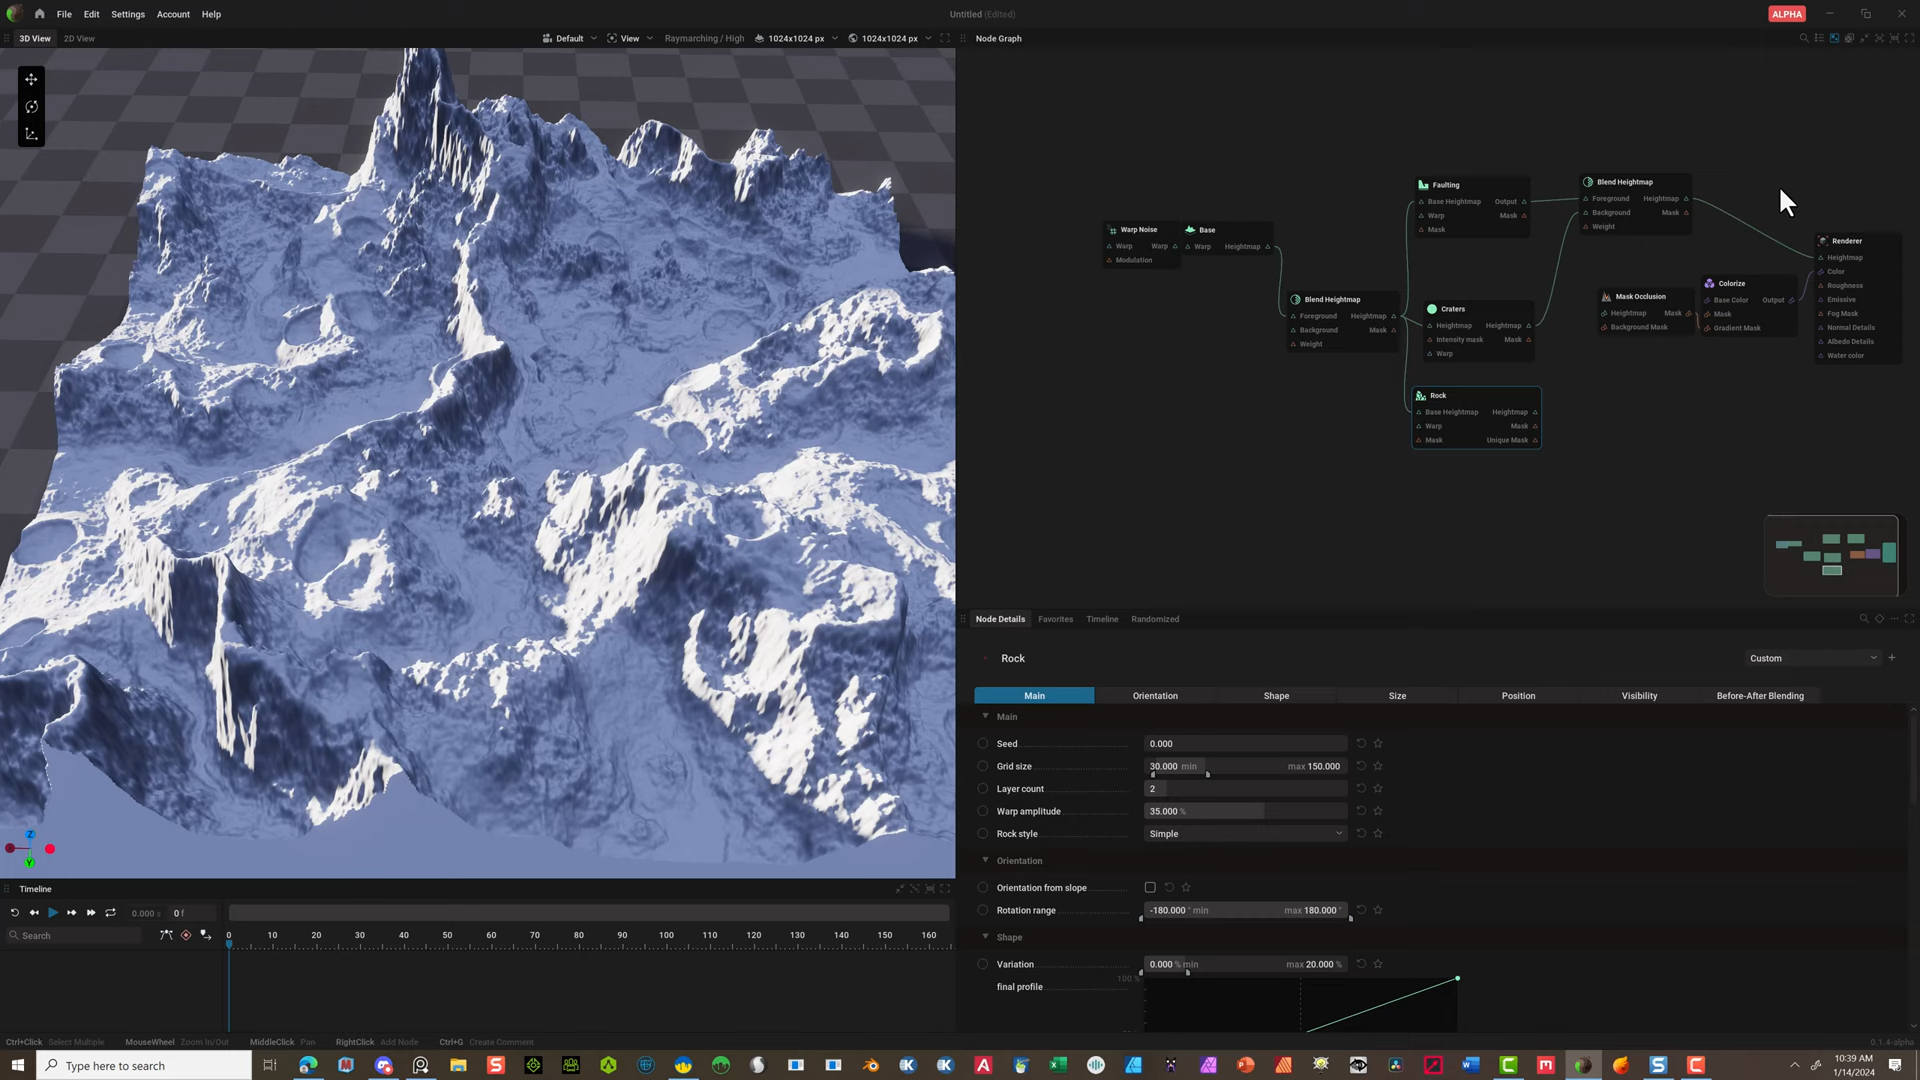 File Edit Settings Account Help
Untitled (Edited)
ALPHA
3D View 2D View
Default View Raymarching / High 1024x1024 px 1024x1024 px
Node Graph
Warp Noise
Warp Warp
Modulation
Base
Warp Heightmap
Blend Heightmap
Foreground Heightmap
Background Mask
Weight
Faulting
Base Heightmap Output
Warp Mask
Mask
Craters
Heightmap Heightmap
Intensity mask Mask
Warp
Rock
Base Heightmap Heightmap
Warp Mask
Mask Unique Mask
Blend Heightmap
Foreground Heightmap
Background Mask
Weight
Mask Occlusion
Heightmap Mask
Background Mask
Colorize
Base Color Output
Mask
Gradient Mask
Renderer
Heightmap
Color
Roughness
Emissive
Fog Mask
Normal Details
Albedo Details
Water color
Node Details Favorites Timeline Randomized
Rock
Custom
Main Orientation Shape Size Position Visibility Before-After Blending
Main
Seed 0.000
Grid size 30.000 min max 150.000
Layer count 2
Warp amplitude 35.000 %
Rock style Simple
Orientation
Orientation from slope
Rotation range -180.000 ° min max 180.000 °
Shape
Variation 0.000 % min max 20.000 %
100 %
final profile
Z
Y
Timeline
0.000 s 0 f
Search
0 10 20 30 40 50 60 70 80 90 100 110 120 130 140 150 160
Ctrl+Click Select Multiple MouseWheel Zoom In/Out MiddleClick Pan RightClick Add Node Ctrl+G Create Comment
0.1.4-alpha
Type here to search
10:39 AM
1/14/2024